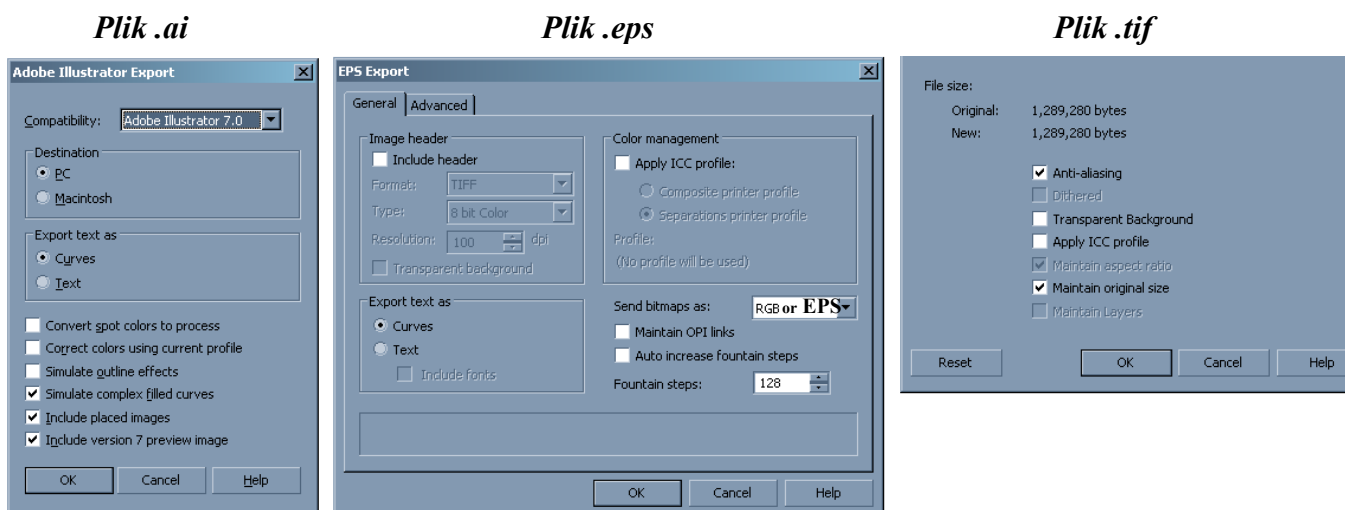 Plik .ai
Adobe Illustrator Export
Compatibility: Adobe Illustrator 7.0
Destination
PC
Macintosh
Export text as
Curves
Text
Convert spot colors to process
Correct colors using current profile
Simulate outline effects
Simulate complex filled curves
Include placed images
Include version 7 preview image
OK Cancel Help
Plik .eps
EPS Export
General Advanced
Image header
Include header
Format: TIFF
Type: 8 bit Color
Resolution: 100 dpi
Transparent background
Export text as
Curves
Text
Include fonts
Color management
Apply ICC profile:
Composite printer profile
Separations printer profile
Profile:
(No profile will be used)
Send bitmaps as: RGB or EPS
Maintain OPI links
Auto increase fountain steps
Fountain steps: 128
OK Cancel Help
Plik .tif
File size:
Original: 1,289,280 bytes
New: 1,289,280 bytes
Anti-aliasing
Dithered
Transparent Background
Apply ICC profile
Maintain aspect ratio
Maintain original size
Maintain Layers
Reset OK Cancel Help